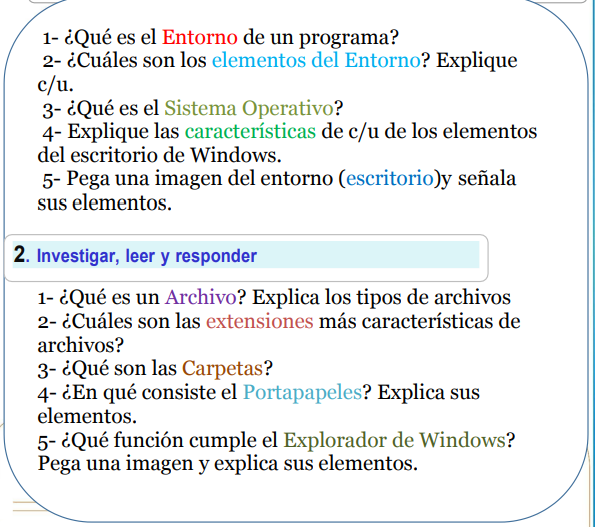 1- ¿Qué es el Entorno de un programa?
2- ¿Cuáles son los elementos del Entorno? Explique
c/u.
3- ¿Qué es el Sistema Operativo?
4- Explique las características de c/u de los elementos
del escritorio de Windows.
5- Pega una imagen del entorno (escritorio)y señala
sus elementos.
2. Investigar, leer y responder
1- ¿Qué es un Archivo? Explica los tipos de archivos
2- ¿Cuáles son las extensiones más características de
archivos?
3- ¿Qué son las Carpetas?
4- ¿En qué consiste el Portapapeles? Explica sus
elementos.
5- ¿Qué función cumple el Explorador de Windows?
Pega una imagen y explica sus elementos.